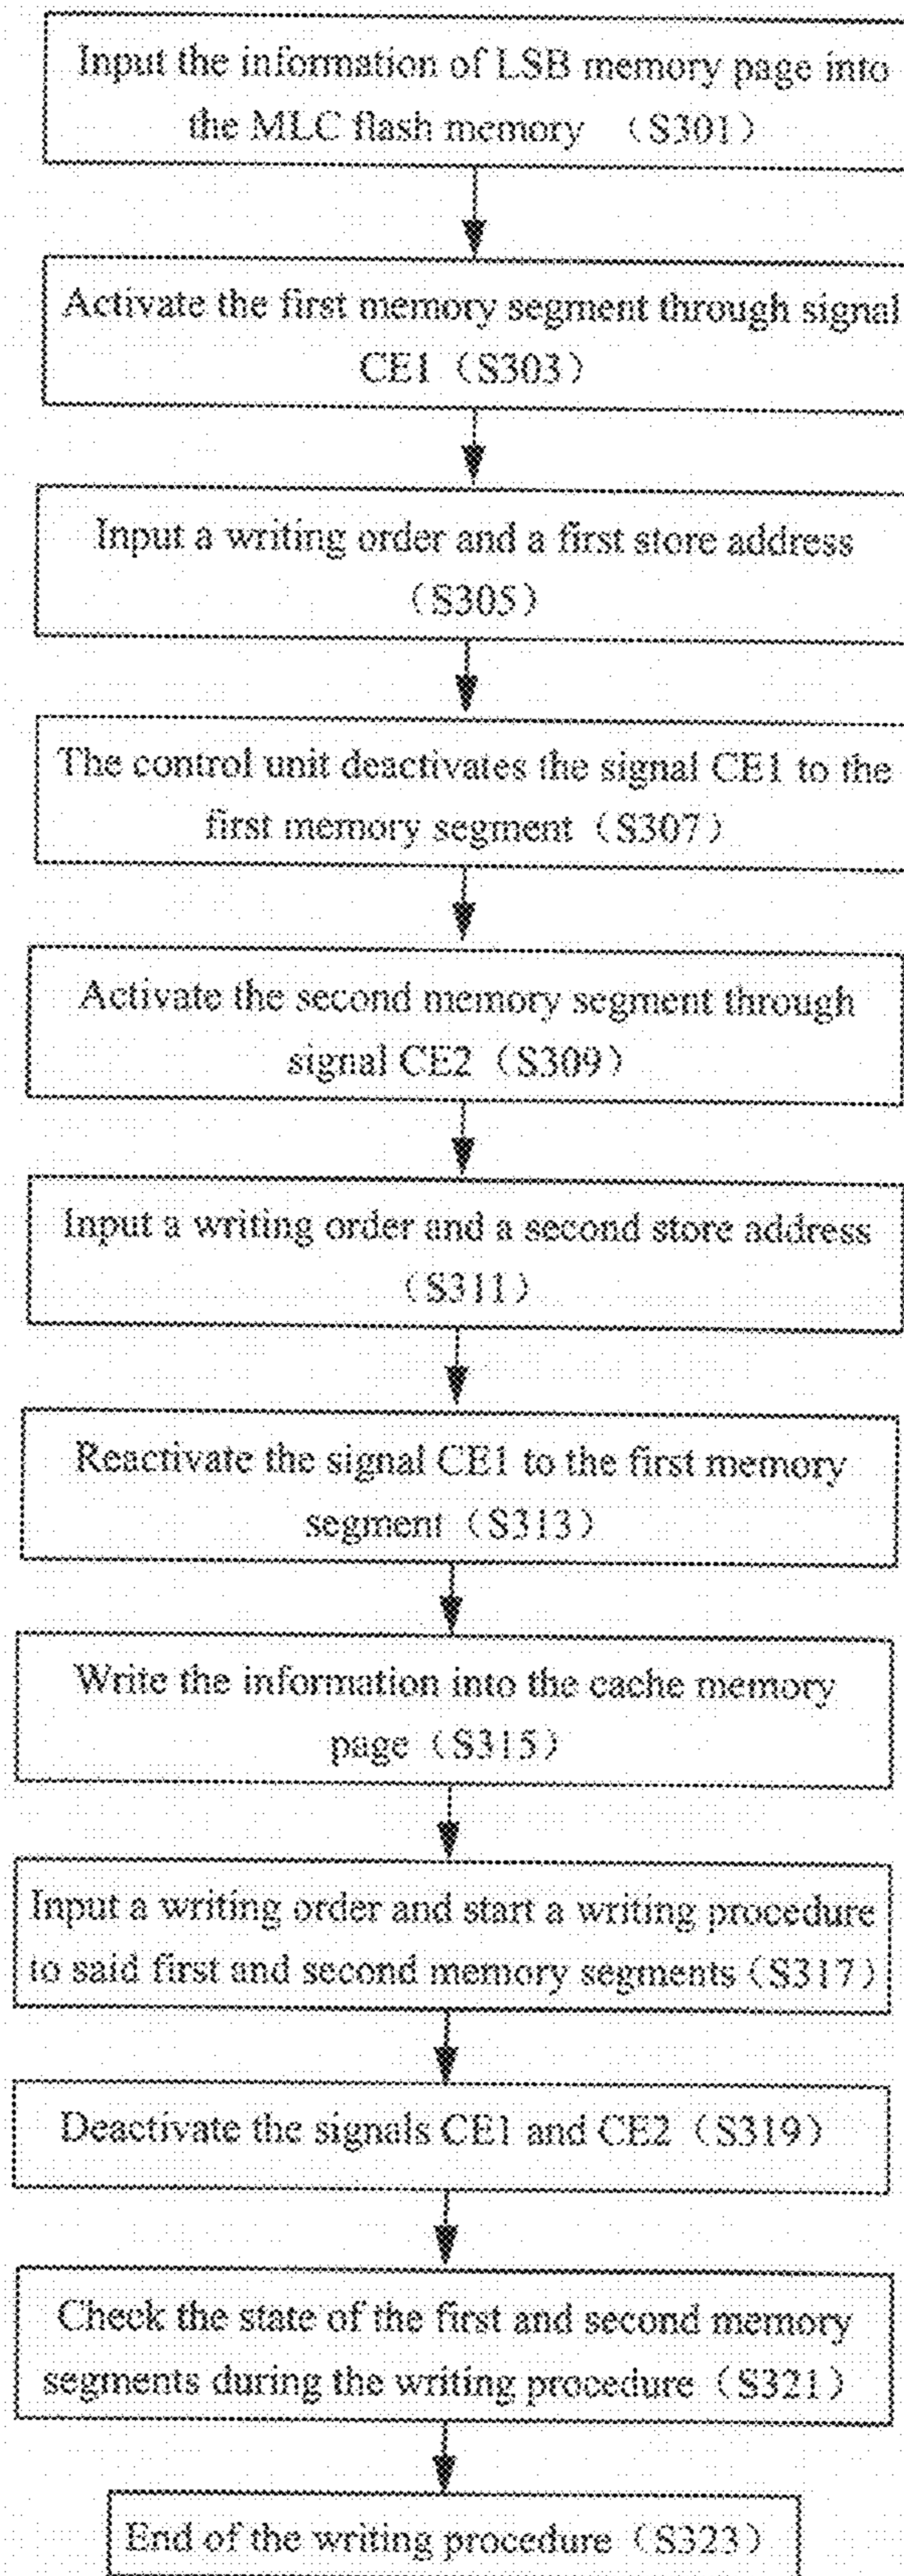 Input the information of LSB memory page into
the MLC flash memory （S301）
Activate the first memory segment through signal
CE1（S303）
Input a writing order and a first store address
（S305）
The control unit deactivates the signal CE1 to the
first memory segment（S307）
Activate the second memory segment through
signal CE2（S309）
Input a writing order and a second store address
（S311）
Reactivate the signal CE1 to the first memory
segment（S313）
Write the information into the cache memory
page（S315）
Input a writing order and start a writing procedure
to said first and second memory segments（S317）
Deactivate the signals CE1 and CE2（S319）
Check the state of the first and second memory
segments during the writing procedure（S321）
End of the writing procedure（S323）